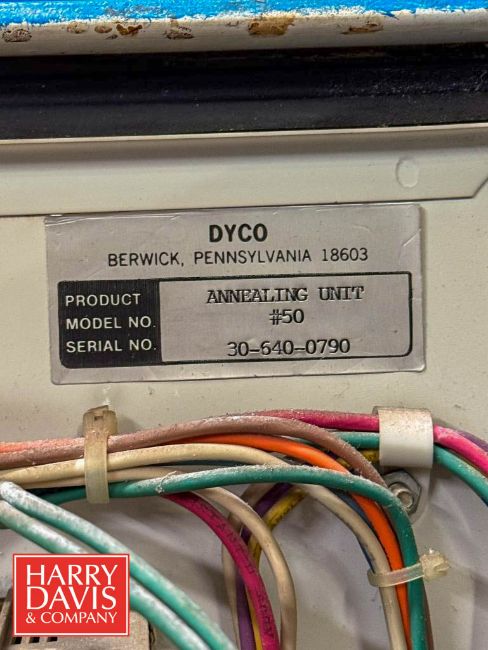 DYCO
BERWICK, PENNSYLVANIA 18603
PRODUCT ANNEALING UNIT
MODEL NO. #50
SERIAL NO. 30-640-0790
HARRY
DAVIS
& COMPANY